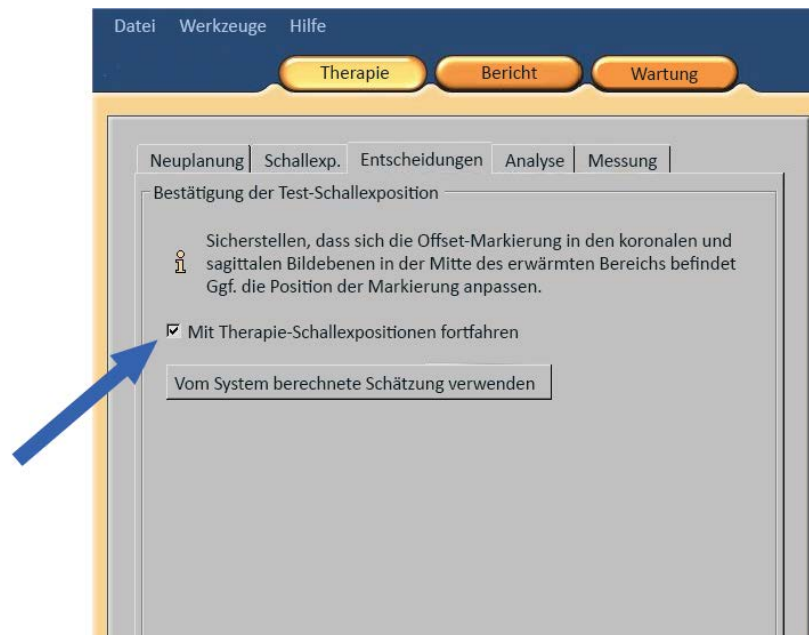 Datei Werkzeuge Hilfe
Therapie Bericht Wartung
Neuplanung Schallexp. Entscheidungen Analyse Messung
Bestätigung der Test-Schallexposition
Sicherstellen, dass sich die Offset-Markierung in den koronalen und
sagittalen Bildebenen in der Mitte des erwärmten Bereichs befindet
Ggf. die Position der Markierung anpassen.
Mit Therapie-Schallexpositionen fortfahren
Vom System berechnete Schätzung verwenden